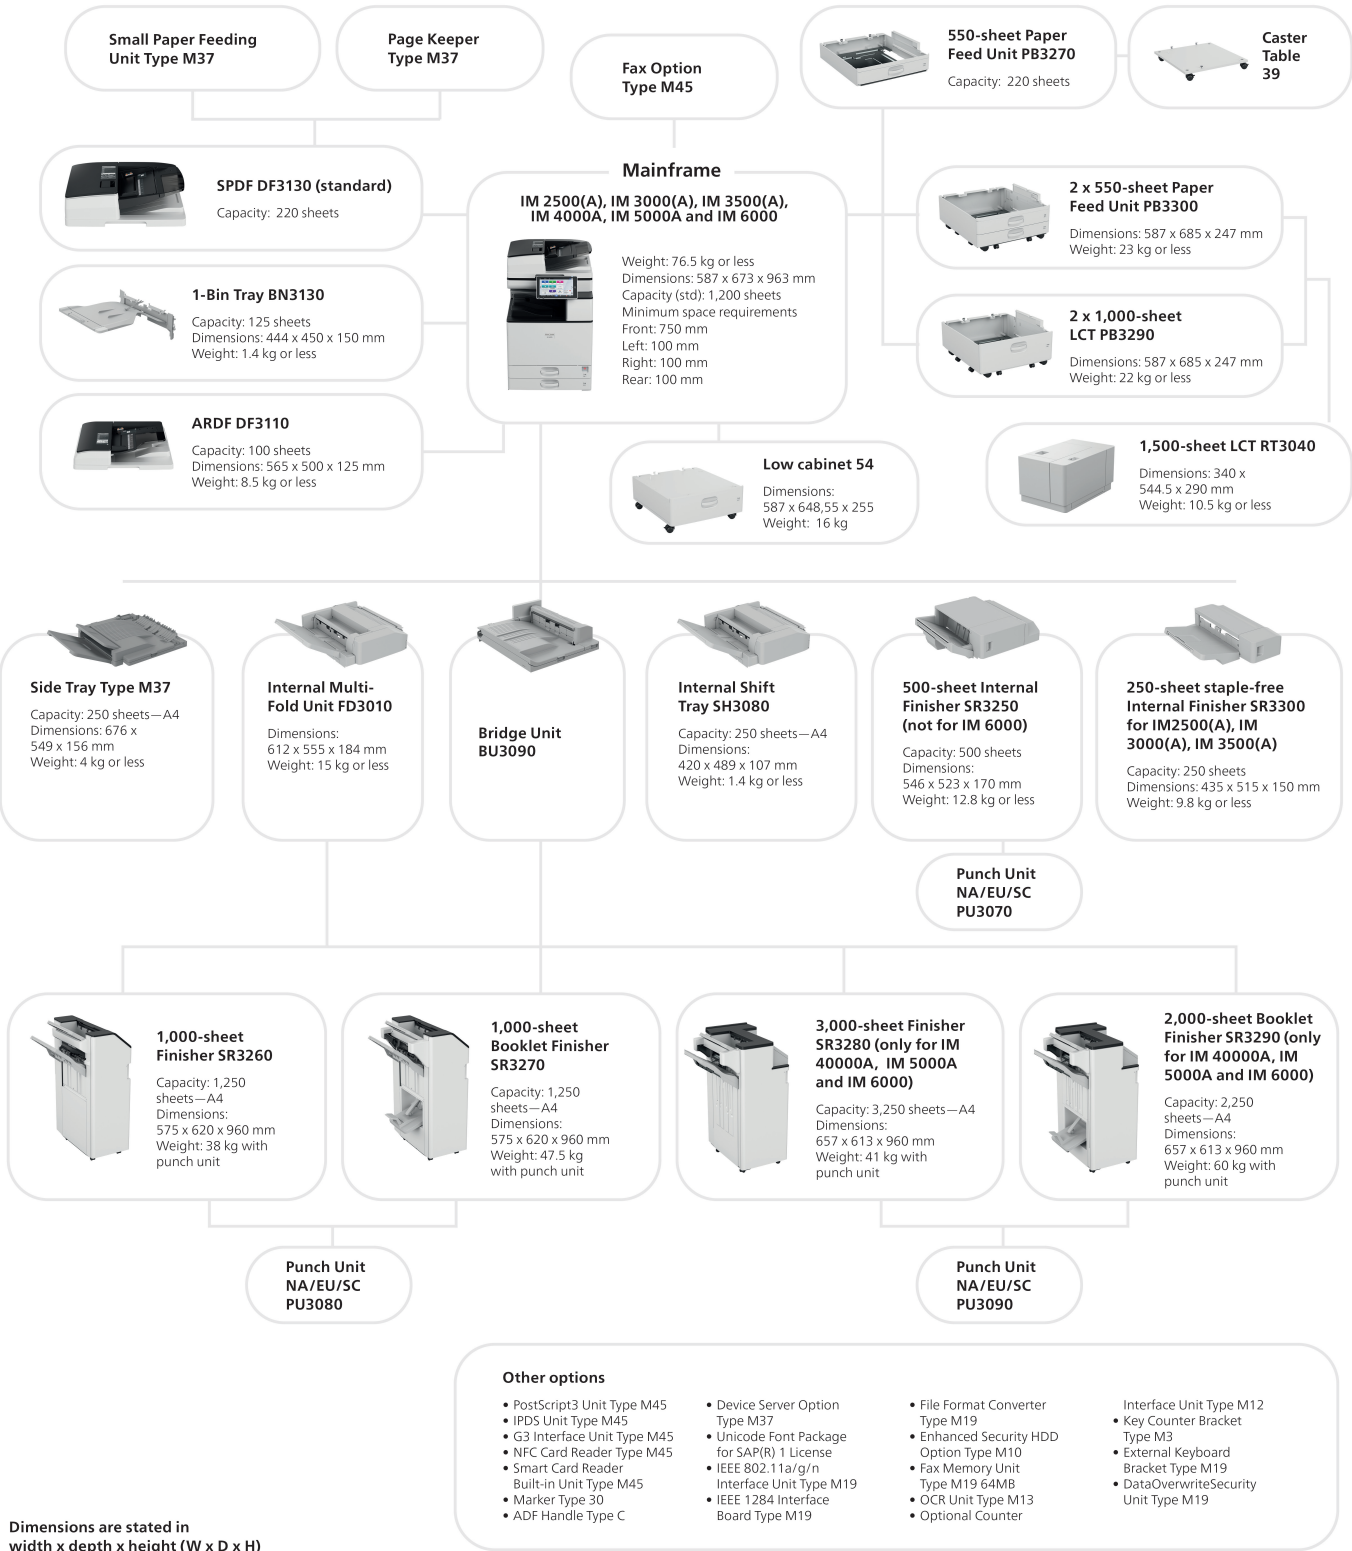 Small Paper Feeding
Unit Type M37
Page Keeper
Type M37
Fax Option
Type M45
550-sheet Paper
Feed Unit PB3270
Capacity: 220 sheets
Caster
Table
39
SPDF DF3130 (standard)
Capacity: 220 sheets
1-Bin Tray BN3130
Capacity: 125 sheets
Dimensions: 444 x 450 x 150 mm
Weight: 1.4 kg or less
ARDF DF3110
Capacity: 100 sheets
Dimensions: 565 x 500 x 125 mm
Weight: 8.5 kg or less
Mainframe
IM 2500(A), IM 3000(A), IM 3500(A),
IM 4000A, IM 5000A and IM 6000
Weight: 76.5 kg or less
Dimensions: 587 x 673 x 963 mm
Capacity (std): 1,200 sheets
Minimum space requirements
Front: 750 mm
Left: 100 mm
Right: 100 mm
Rear: 100 mm
2 x 550-sheet Paper
Feed Unit PB3300
Dimensions: 587 x 685 x 247 mm
Weight: 23 kg or less
2 x 1,000-sheet
LCT PB3290
Dimensions: 587 x 685 x 247 mm
Weight: 22 kg or less
Low cabinet 54
Dimensions:
587 x 648,55 x 255
Weight: 16 kg
1,500-sheet LCT RT3040
Dimensions: 340 x
544.5 x 290 mm
Weight: 10.5 kg or less
Side Tray Type M37
Capacity: 250 sheets—A4
Dimensions: 676 x
549 x 156 mm
Weight: 4 kg or less
Internal Multi-
Fold Unit FD3010
Dimensions:
612 x 555 x 184 mm
Weight: 15 kg or less
Bridge Unit
BU3090
Internal Shift
Tray SH3080
Capacity: 250 sheets—A4
Dimensions:
420 x 489 x 107 mm
Weight: 1.4 kg or less
500-sheet Internal
Finisher SR3250
(not for IM 6000)
Capacity: 500 sheets
Dimensions:
546 x 523 x 170 mm
Weight: 12.8 kg or less
250-sheet staple-free
Internal Finisher SR3300
for IM2500(A), IM
3000(A), IM 3500(A)
Capacity: 250 sheets
Dimensions: 435 x 515 x 150 mm
Weight: 9.8 kg or less
Punch Unit
NA/EU/SC
PU3070
1,000-sheet
Finisher SR3260
Capacity: 1,250
sheets—A4
Dimensions:
575 x 620 x 960 mm
Weight: 38 kg with
punch unit
1,000-sheet
Booklet Finisher
SR3270
Capacity: 1,250
sheets—A4
Dimensions:
575 x 620 x 960 mm
Weight: 47.5 kg
with punch unit
3,000-sheet Finisher
SR3280 (only for IM
40000A, IM 5000A
and IM 6000)
Capacity: 3,250 sheets—A4
Dimensions:
657 x 613 x 960 mm
Weight: 41 kg with
punch unit
2,000-sheet Booklet
Finisher SR3290 (only
for IM 40000A, IM
5000A and IM 6000)
Capacity: 2,250
sheets—A4
Dimensions:
657 x 613 x 960 mm
Weight: 60 kg with
punch unit
Punch Unit
NA/EU/SC
PU3080
Punch Unit
NA/EU/SC
PU3090
Other options
• PostScript3 Unit Type M45
• IPDS Unit Type M45
• G3 Interface Unit Type M45
• NFC Card Reader Type M45
• Smart Card Reader
Built-in Unit Type M45
• Marker Type 30
• ADF Handle Type C
• Device Server Option
Type M37
• Unicode Font Package
for SAP(R) 1 License
• IEEE 802.11a/g/n
Interface Unit Type M19
• IEEE 1284 Interface
Board Type M19
• File Format Converter
Type M19
• Enhanced Security HDD
Option Type M10
• Fax Memory Unit
Type M19 64MB
• OCR Unit Type M13
• Optional Counter
Interface Unit Type M12
• Key Counter Bracket
Type M3
• External Keyboard
Bracket Type M19
• DataOverwriteSecurity
Unit Type M19
Dimensions are stated in
width x depth x height (W x D x H)